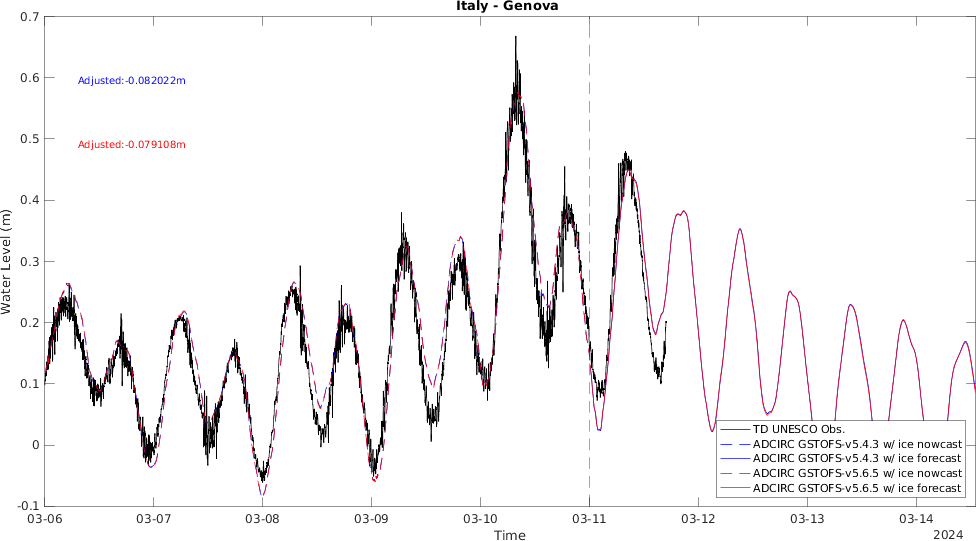 Italy - Genova
Adjusted:-0.082022m
Adjusted:-0.079108m
Water Level (m)
0.7
0.6
0.5
0.4
0.3
0.2
0.1
0
-0.1
TD UNESCO Obs.
ADCIRC GSTOFS-v5.4.3 w/ ice nowcast
ADCIRC GSTOFS-v5.4.3 w/ ice forecast
ADCIRC GSTOFS-v5.6.5 w/ ice nowcast
ADCIRC GSTOFS-v5.6.5 w/ ice forecast
03-06 03-07 03-08 03-09 03-10 03-11 03-12 03-13 03-14
Time
2024